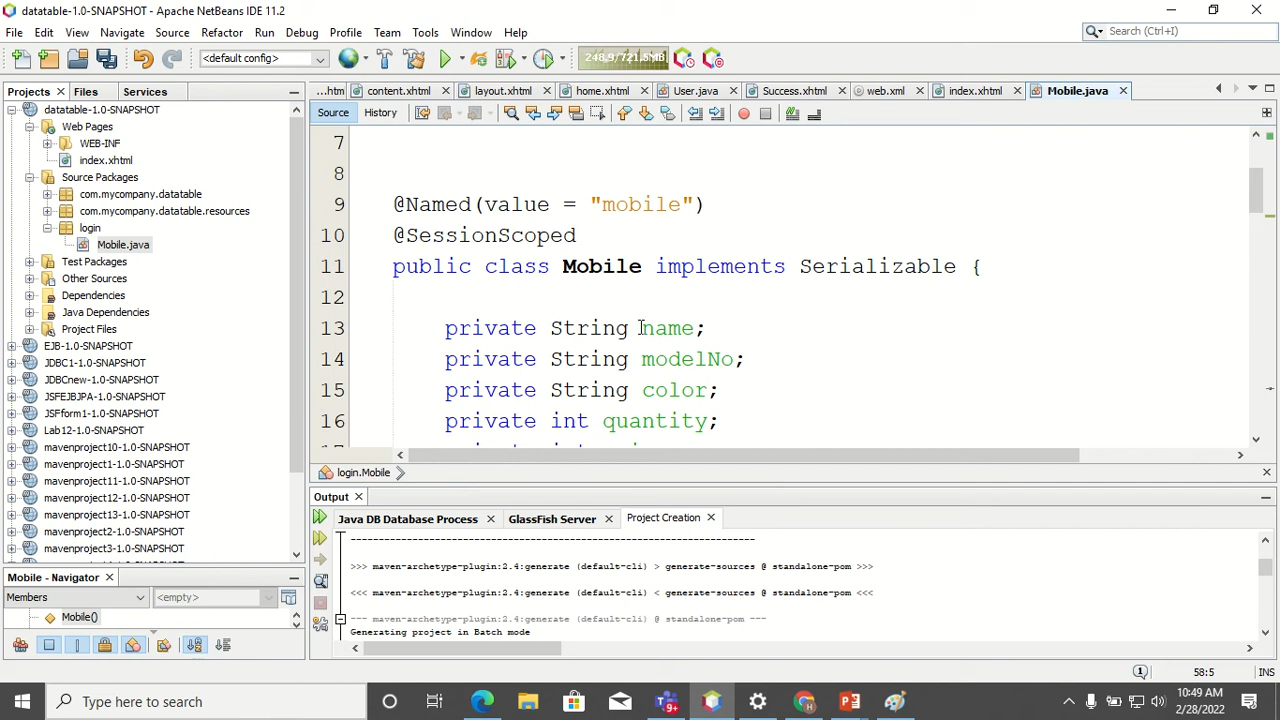 datatable-1.0-SNAPSHOT - Apache NetBeans IDE 11.2
File Edit View Navigate Source Refactor Run Debug Profile Team Tools Window Help
Search (Ctrl+I)
<default config>
248.9/721.5MB
Projects Files Services
...htm content.xhtml layout.xhtml home.xhtml User.java Success.xhtml web.xml index.xhtml Mobile.java
Source History
datatable-1.0-SNAPSHOT
Web Pages
WEB-INF
index.xhtml
Source Packages
com.mycompany.datatable
com.mycompany.datatable.resources
login
Mobile.java
Test Packages
Other Sources
Dependencies
Java Dependencies
Project Files
EJB-1.0-SNAPSHOT
JDBC1-1.0-SNAPSHOT
JDBCnew-1.0-SNAPSHOT
JSFEJBJPA-1.0-SNAPSHOT
JSFform1-1.0-SNAPSHOT
Lab12-1.0-SNAPSHOT
mavenproject10-1.0-SNAPSHOT
mavenproject1-1.0-SNAPSHOT
mavenproject11-1.0-SNAPSHOT
mavenproject12-1.0-SNAPSHOT
mavenproject13-1.0-SNAPSHOT
mavenproject2-1.0-SNAPSHOT
mavenproject3-1.0-SNAPSHOT
7
8
9 @Named(value = "mobile")
10 @SessionScoped
11 public class Mobile implements Serializable {
12
13 private String name;
14 private String modelNo;
15 private String color;
16 private int quantity;
login.Mobile
Mobile - Navigator
Members
<empty>
Mobile()
Output
Java DB Database Process GlassFish Server Project Creation
------------------------------------------------------------------------
>>> maven-archetype-plugin:2.4:generate (default-cli) > generate-sources @ standalone-pom >>>
<<< maven-archetype-plugin:2.4:generate (default-cli) < generate-sources @ standalone-pom <<<
--- maven-archetype-plugin:2.4:generate (default-cli) @ standalone-pom ---
Generating project in Batch mode
1
58:5
INS
Type here to search
9+
10:49 AM
2/28/2022